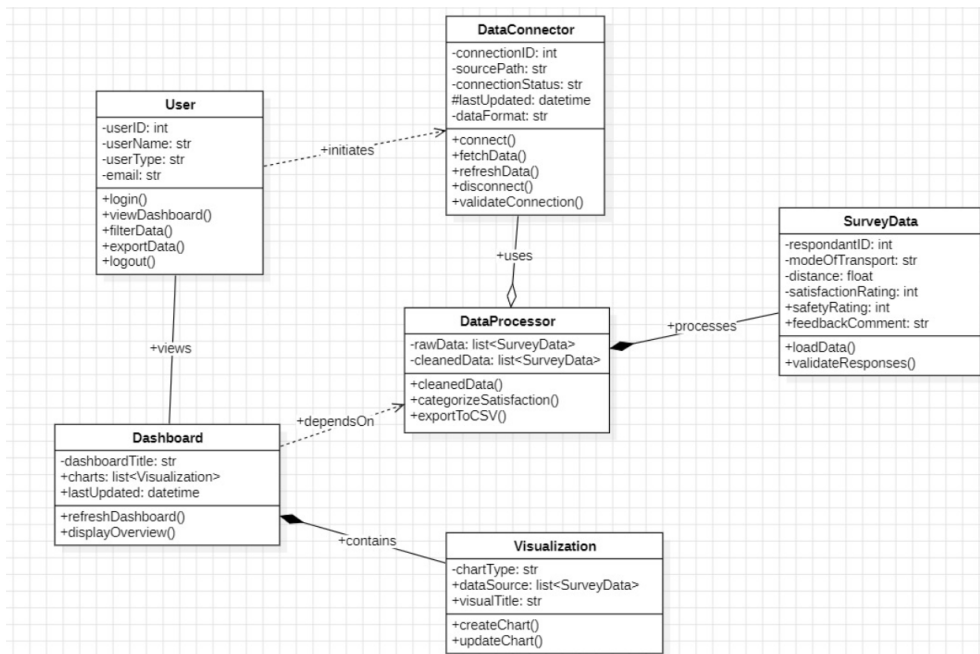 DataConnector
-connectionID: int
-sourcePath: str
-connectionStatus: str
#lastUpdated: datetime
-dataFormat: str
+connect()
+fetchData()
+refreshData()
+disconnect()
+validateConnection()
User
-userID: int
-userName: str
-userType: str
-email: str
+login()
+viewDashboard()
+filterData()
+exportData()
+logout()
+initiates
SurveyData
-respondantID: int
-modeOfTransport: str
-distance: float
-satisfactionRating: int
+safetyRating: int
+feedbackComment: str
+loadData()
+validateResponses()
+uses
DataProcessor
-rawData: list<SurveyData>
-cleanedData: list<SurveyData>
+cleanedData()
+categorizeSatisfaction()
+exportToCSV()
+processes
+views
+dependsOn
Dashboard
-dashboardTitle: str
+charts: list<Visualization>
+lastUpdated: datetime
+refreshDashboard()
+displayOverview()
+contains
Visualization
-chartType: str
+dataSource: list<SurveyData>
+visualTitle: str
+createChart()
+updateChart()